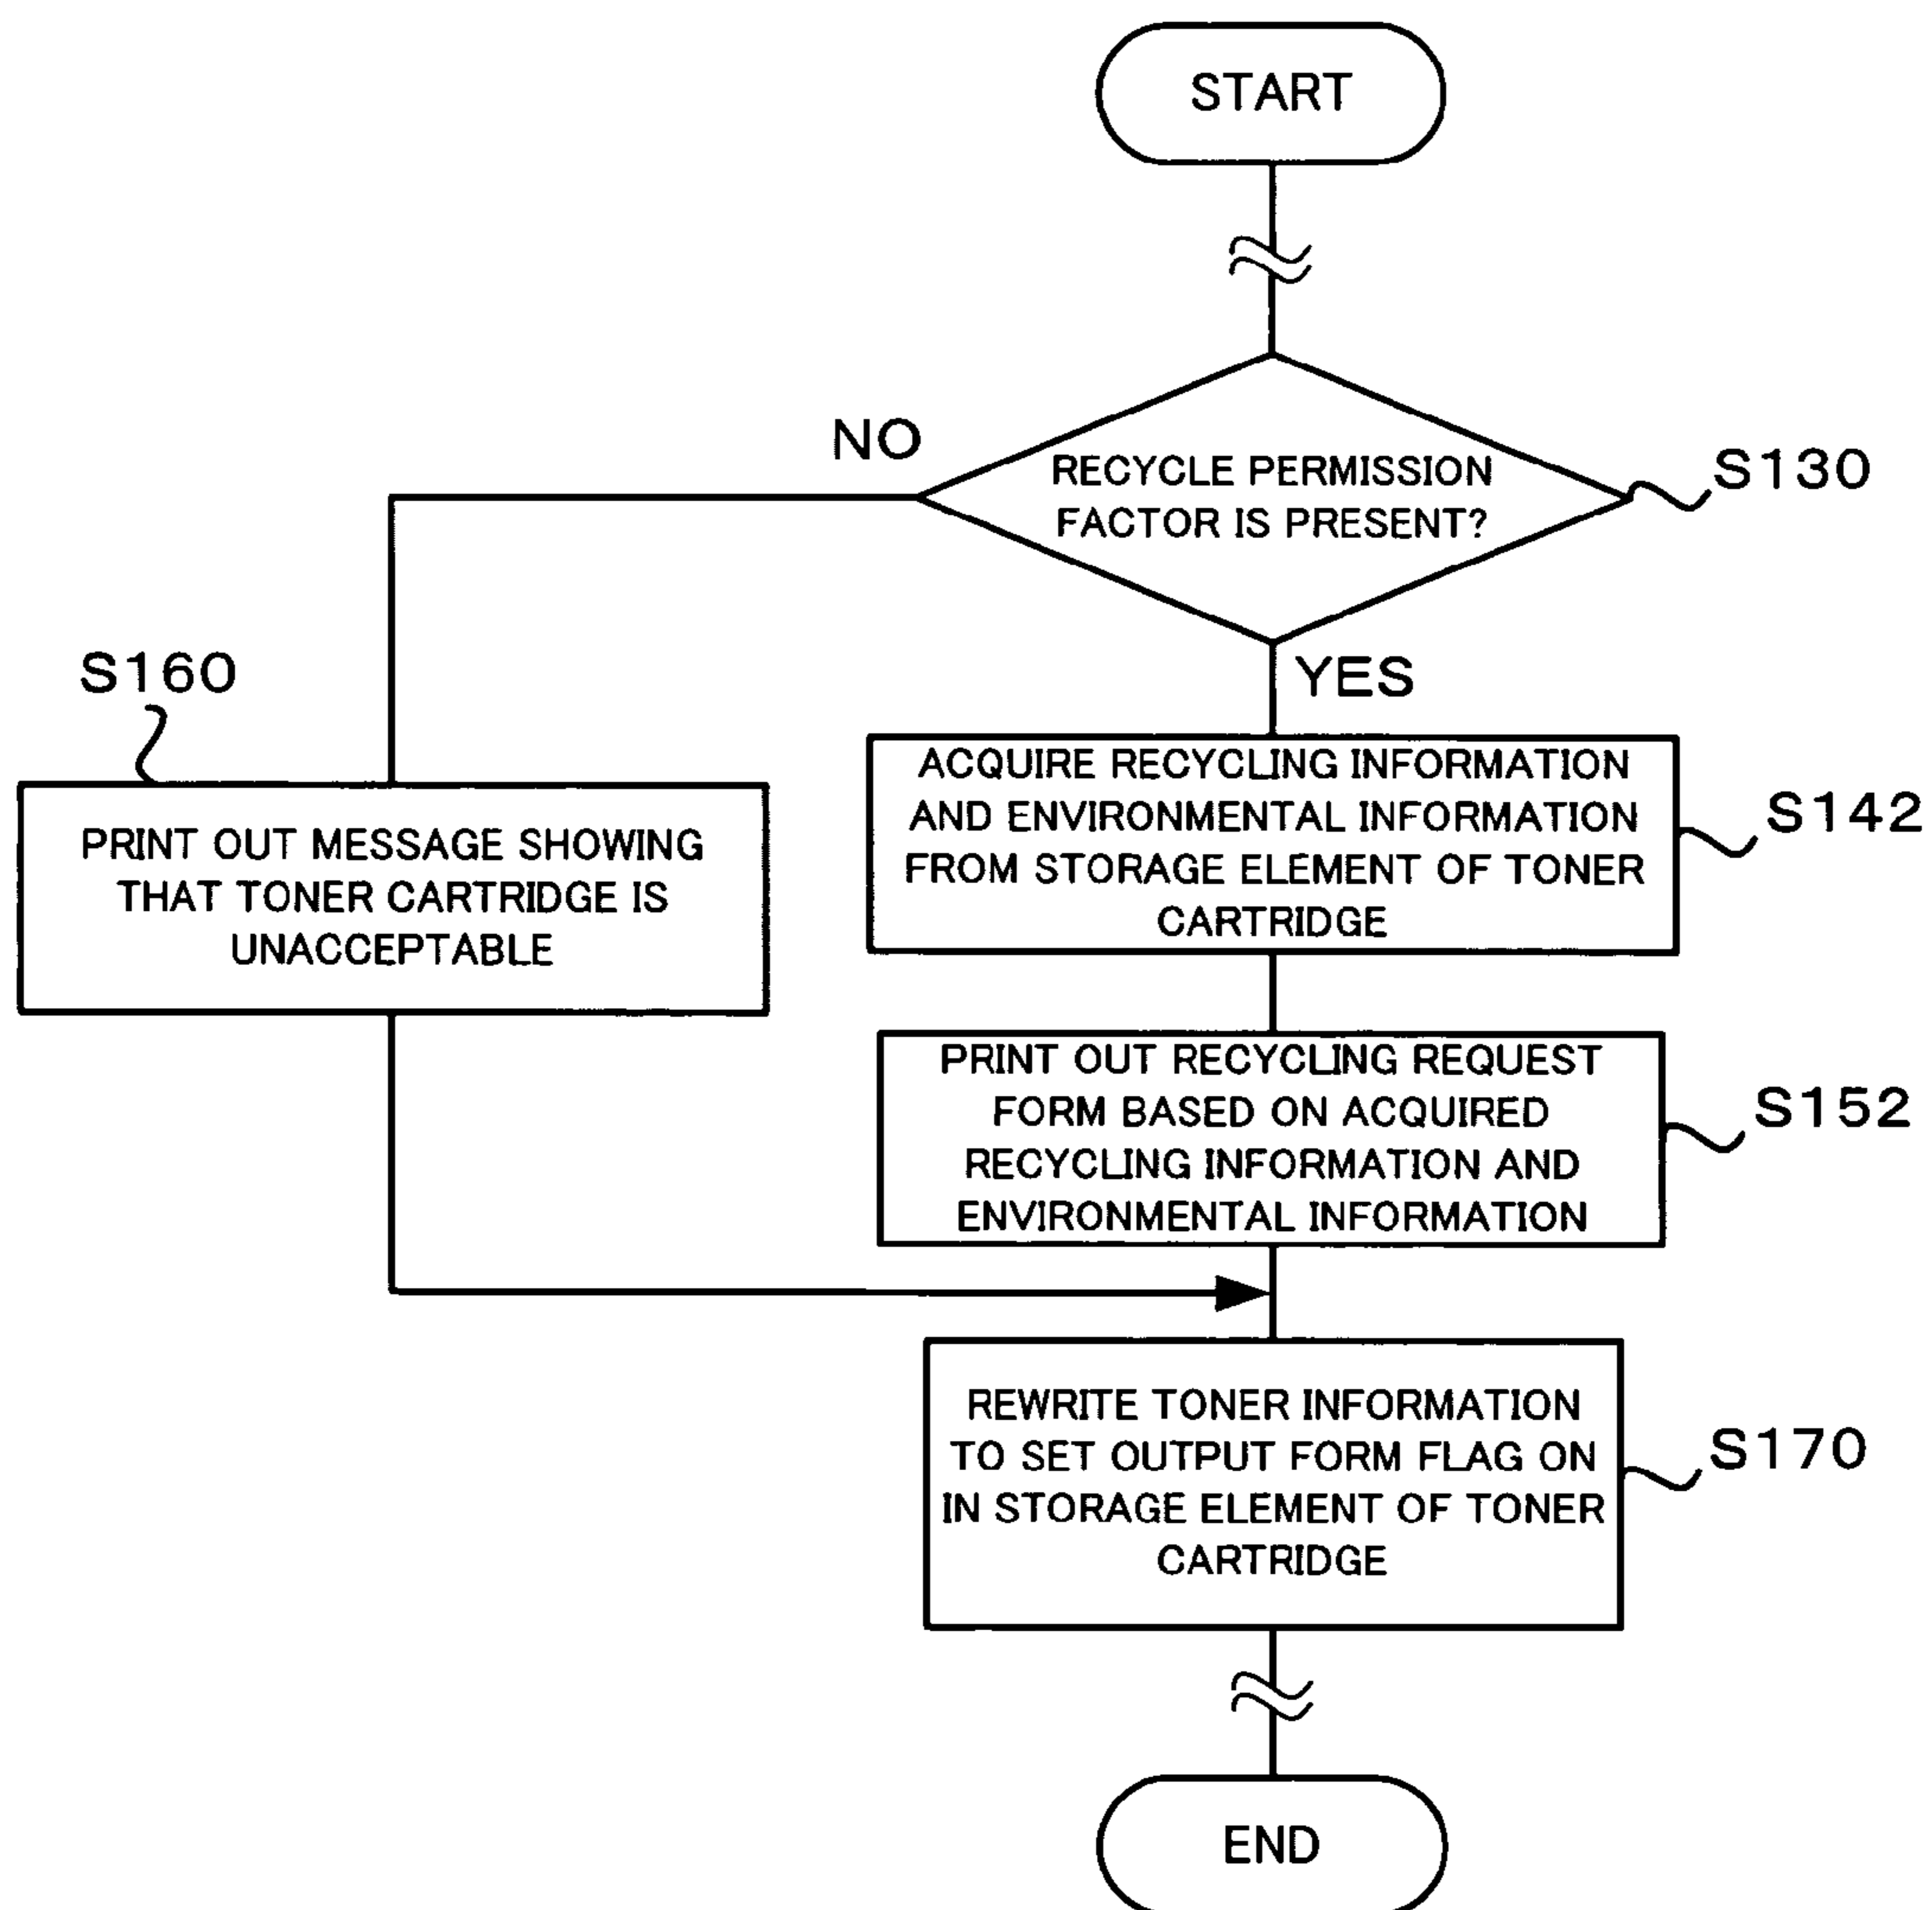 START
NO
RECYCLE PERMISSION
FACTOR IS PRESENT?
S130
YES
S160
PRINT OUT MESSAGE SHOWING
THAT TONER CARTRIDGE IS
UNACCEPTABLE
ACQUIRE RECYCLING INFORMATION
AND ENVIRONMENTAL INFORMATION
FROM STORAGE ELEMENT OF TONER
CARTRIDGE
S142
PRINT OUT RECYCLING REQUEST
FORM BASED ON ACQUIRED
RECYCLING INFORMATION AND
ENVIRONMENTAL INFORMATION
S152
REWRITE TONER INFORMATION
TO SET OUTPUT FORM FLAG ON
IN STORAGE ELEMENT OF TONER
CARTRIDGE
S170
END